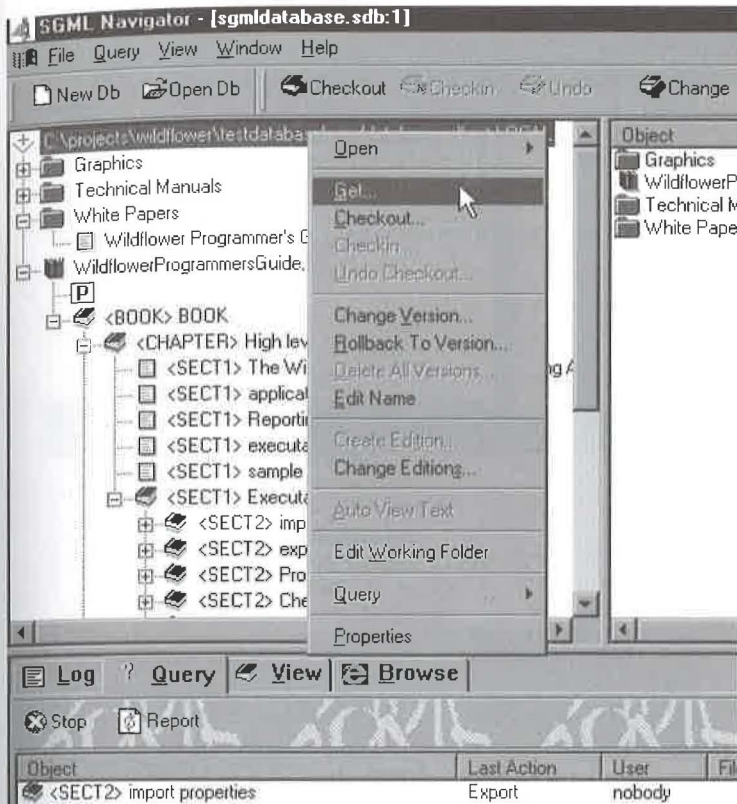 SGML Navigator - [sgmldatabase.sdb:1]
File Query View Window Help
New Db Open Db Checkout Checkin Undo Change
C:\projects\wildflower\testdatabas
Graphics
Technical Manuals
White Papers
Wildflower Programmer's G
WildflowerProgrammersGuide.
P
<BOOK> BOOK
<CHAPTER> High lev
<SECT1> The Wi
<SECT1> applicat
<SECT1> Reportin
<SECT1> executa
<SECT1> sample
<SECT1> Executa
<SECT2> imp
<SECT2> exp
<SECT2> Pro
<SECT2> Che
Open
Get...
Checkout...
Checkin...
Undo Checkout...
Change Version...
Rollback To Version...
Delete All Versions...
Edit Name
Create Edition...
Change Editions...
Auto View Text
Edit Working Folder
Query
Properties
ng A
Object
Graphics
WildflowerP
Technical M
White Pape
Log ? Query View Browse
Stop Report
Object Last Action User File
<SECT2> import properties Export nobody